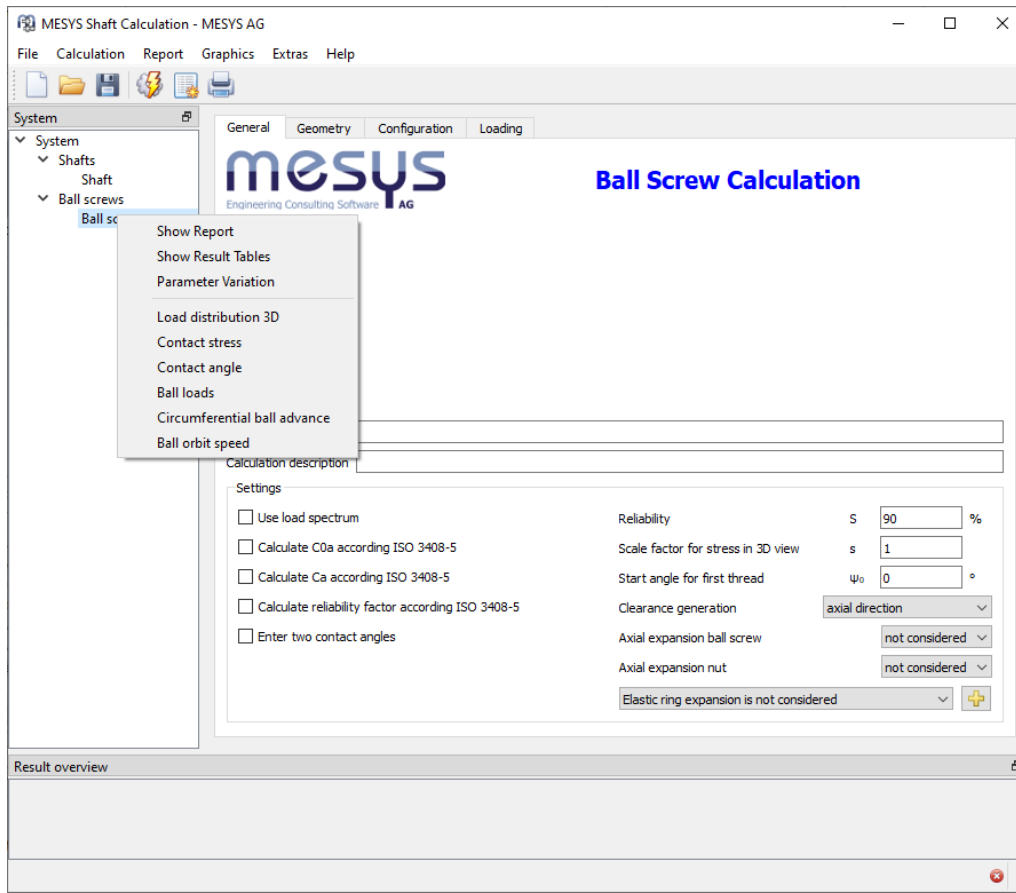 MESYS Shaft Calculation - MESYS AG
File Calculation Report Graphics Extras Help
System
System
Shafts
Shaft
Ball screws
Ball sc
Show Report
Show Result Tables
Parameter Variation
Load distribution 3D
Contact stress
Contact angle
Ball loads
Circumferential ball advance
Ball orbit speed
General Geometry Configuration Loading
mesys
Engineering Consulting Software AG
Ball Screw Calculation
Calculation description
Settings
Use load spectrum
Calculate C0a according ISO 3408-5
Calculate Ca according ISO 3408-5
Calculate reliability factor according ISO 3408-5
Enter two contact angles
Reliability S 90 %
Scale factor for stress in 3D view s 1
Start angle for first thread ψ₀ 0 °
Clearance generation axial direction
Axial expansion ball screw not considered
Axial expansion nut not considered
Elastic ring expansion is not considered
Result overview